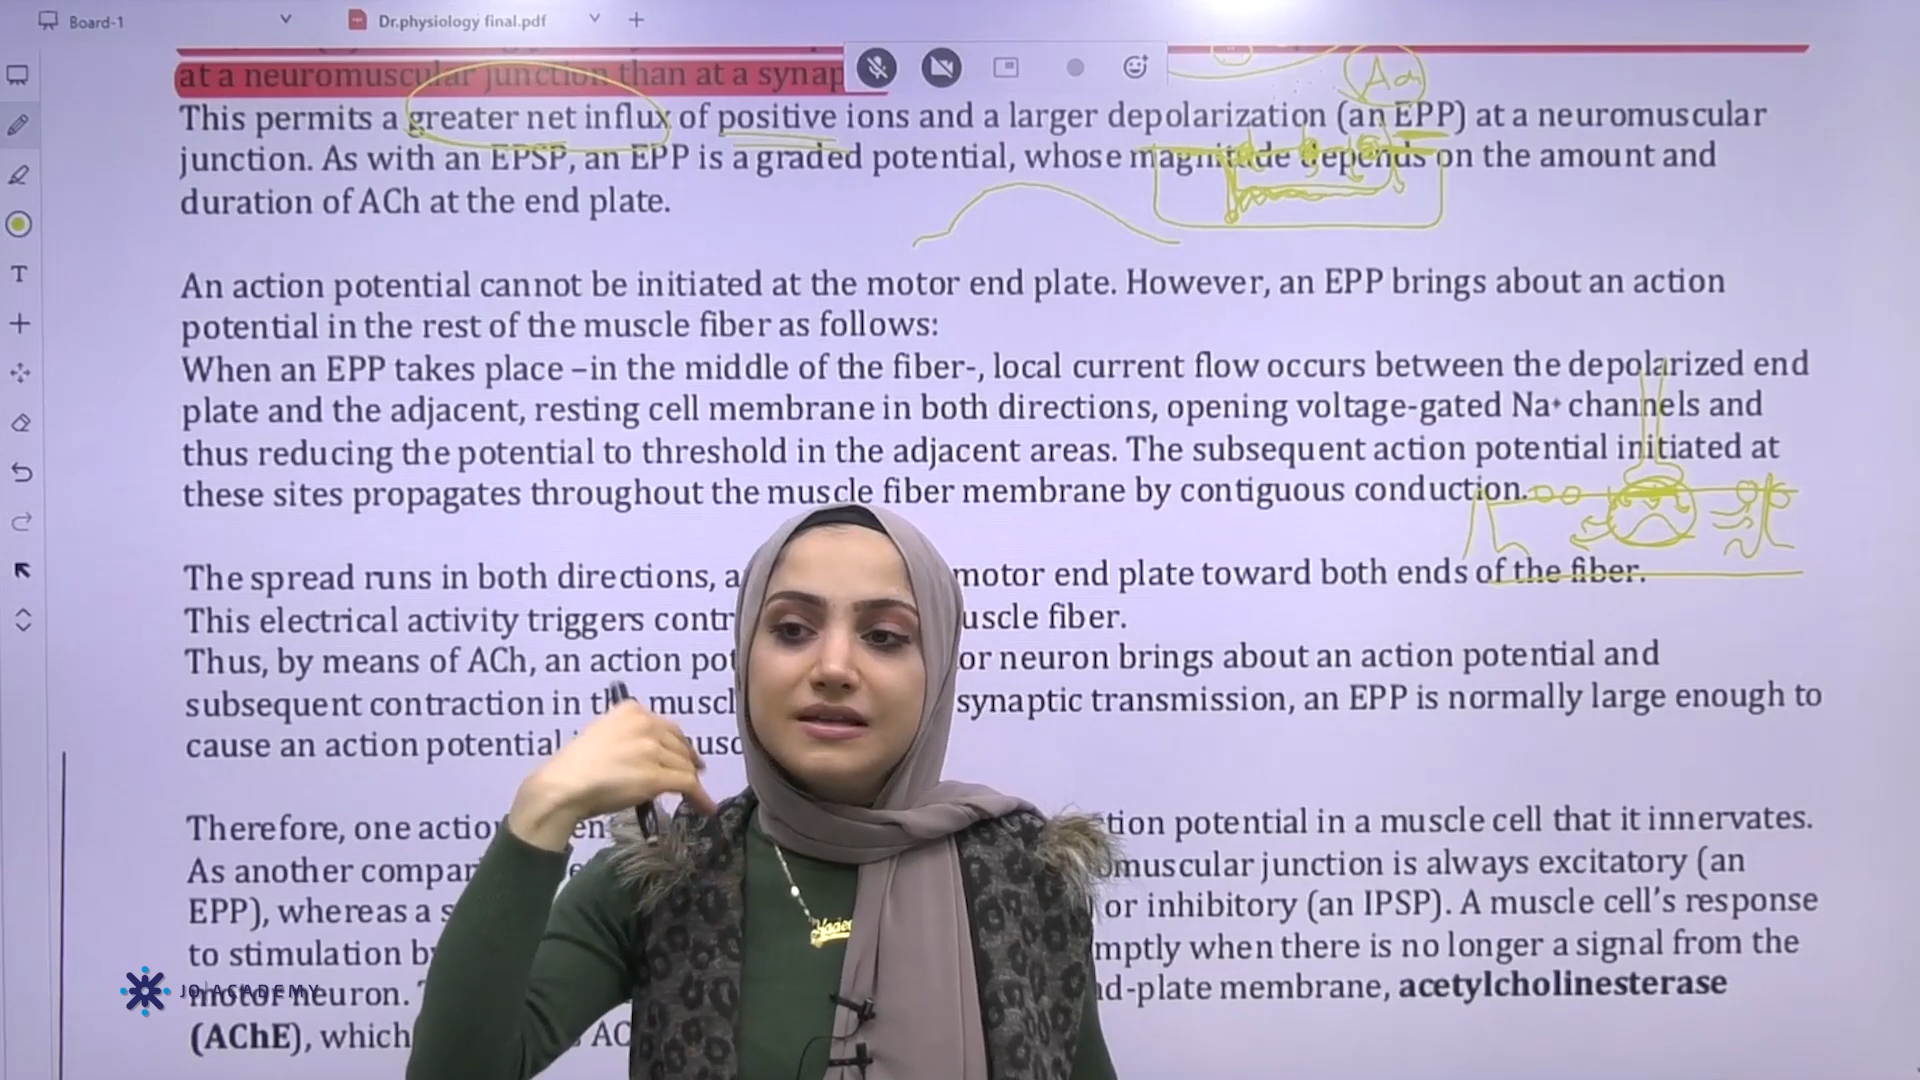 Board-1
Dr.physiology final.pdf
at a neuromuscular junction than at a synap
Ach
This permits a greater net influx of positive ions and a larger depolarization (an EPP) at a neuromuscular
junction. As with an EPSP, an EPP is a graded potential, whose magnitude depends on the amount and
duration of ACh at the end plate.
An action potential cannot be initiated at the motor end plate. However, an EPP brings about an action
potential in the rest of the muscle fiber as follows:
When an EPP takes place –in the middle of the fiber-, local current flow occurs between the depolarized end
plate and the adjacent, resting cell membrane in both directions, opening voltage-gated Na+ channels and
thus reducing the potential to threshold in the adjacent areas. The subsequent action potential initiated at
these sites propagates throughout the muscle fiber membrane by contiguous conduction.
The spread runs in both directions, a motor end plate toward both ends of the fiber.
This electrical activity triggers contr uscle fiber.
Thus, by means of ACh, an action pot or neuron brings about an action potential and
subsequent contraction in th muscl synaptic transmission, an EPP is normally large enough to
cause an action potential musc
Therefore, one action en tion potential in a muscle cell that it innervates.
As another compar omuscular junction is always excitatory (an
EPP), whereas a s or inhibitory (an IPSP). A muscle cell's response
to stimulation b mptly when there is no longer a signal from the
motor neuron. nd-plate membrane, acetylcholinesterase
JO ACADEMY
(AChE), which AC